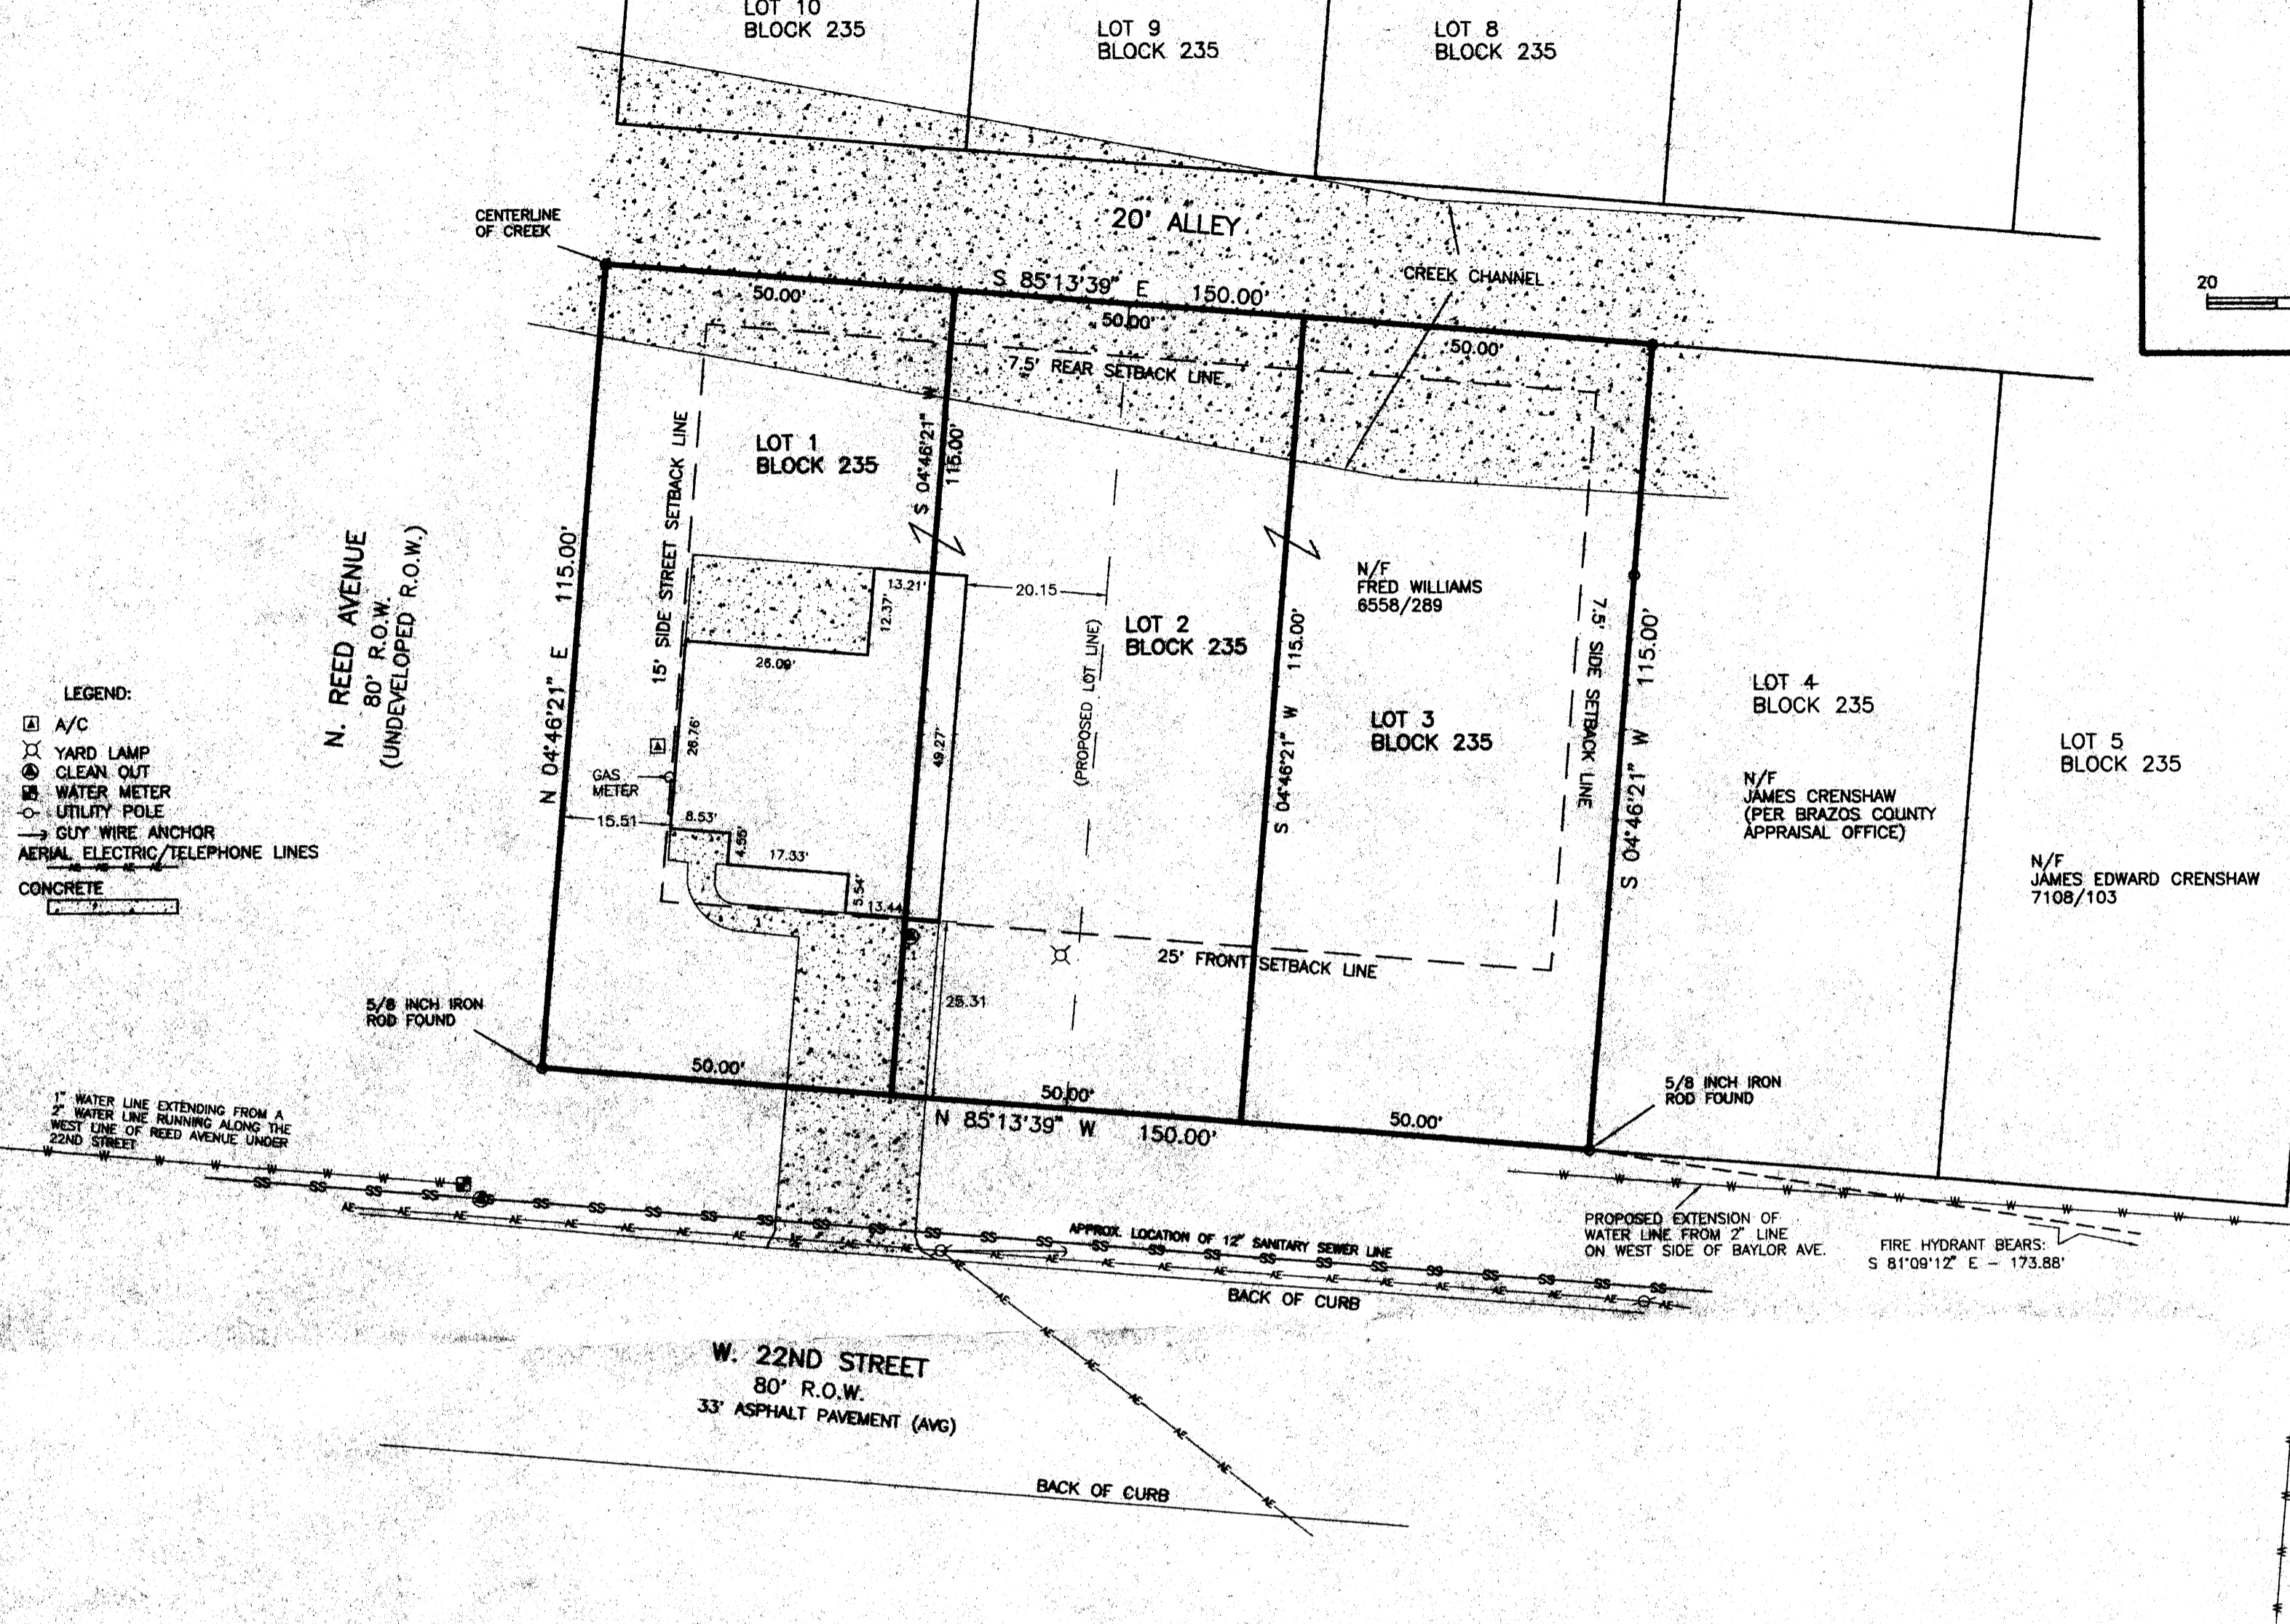 LOT 10
BLOCK 235
LOT 9
BLOCK 235
LOT 8
BLOCK 235
CENTERLINE
OF CREEK
20' ALLEY
CREEK CHANNEL
S 85°13'39" E 150.00'
50.00'
50.00'
50.00'
7.5' REAR SETBACK LINE
20
LOT 1
BLOCK 235
S 04°46'21" W
115.00'
15' SIDE STREET SETBACK LINE
N. REED AVENUE
80' R.O.W.
(UNDEVELOPED R.O.W.)
N 04°46'21" E 115.00'
13.21'
12.37'
26.09'
20.15
(PROPOSED LOT LINE)
LOT 2
BLOCK 235
N/F
FRED WILLIAMS
6558/289
S 04°46'21" W 115.00'
LOT 3
BLOCK 235
7.5' SIDE SETBACK LINE
S 04°46'21" W 115.00'
LOT 4
BLOCK 235
N/F
JAMES CRENSHAW
(PER BRAZOS COUNTY
APPRAISAL OFFICE)
LOT 5
BLOCK 235
N/F
JAMES EDWARD CRENSHAW
7108/103
LEGEND:
A/C
YARD LAMP
CLEAN OUT
WATER METER
UTILITY POLE
GUY WIRE ANCHOR
AERIAL ELECTRIC/TELEPHONE LINES
AE AE AE AE
CONCRETE
26.76'
49.27'
GAS
METER
15.51
8.53'
4.55'
17.33'
5.54'
13.44'
25' FRONT SETBACK LINE
25.31
5/8 INCH IRON
ROD FOUND
50.00'
50.00'
50.00'
N 85°13'39" W 150.00'
5/8 INCH IRON
ROD FOUND
1" WATER LINE EXTENDING FROM A
2" WATER LINE RUNNING ALONG THE
WEST LINE OF REED AVENUE UNDER
22ND STREET
APPROX. LOCATION OF 12" SANITARY SEWER LINE
BACK OF CURB
PROPOSED EXTENSION OF
WATER LINE FROM 2" LINE
ON WEST SIDE OF BAYLOR AVE.
FIRE HYDRANT BEARS:
S 81°09'12" E - 173.88'
W. 22ND STREET
80' R.O.W.
33' ASPHALT PAVEMENT (AVG)
BACK OF CURB